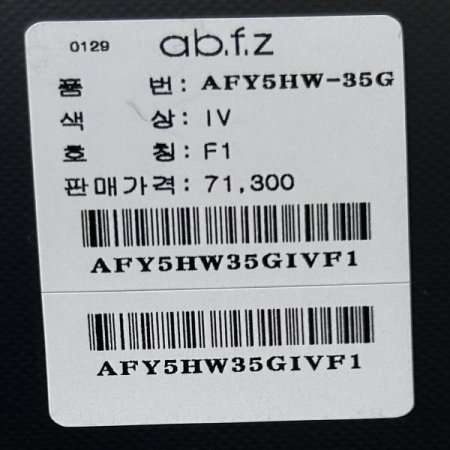 0129 ab.f.z
품 번: AFY5HW-35G
색 상: IV
호 칭: F1
판매가격: 71,300
AFY5HW35GIVF1
AFY5HW35GIVF1